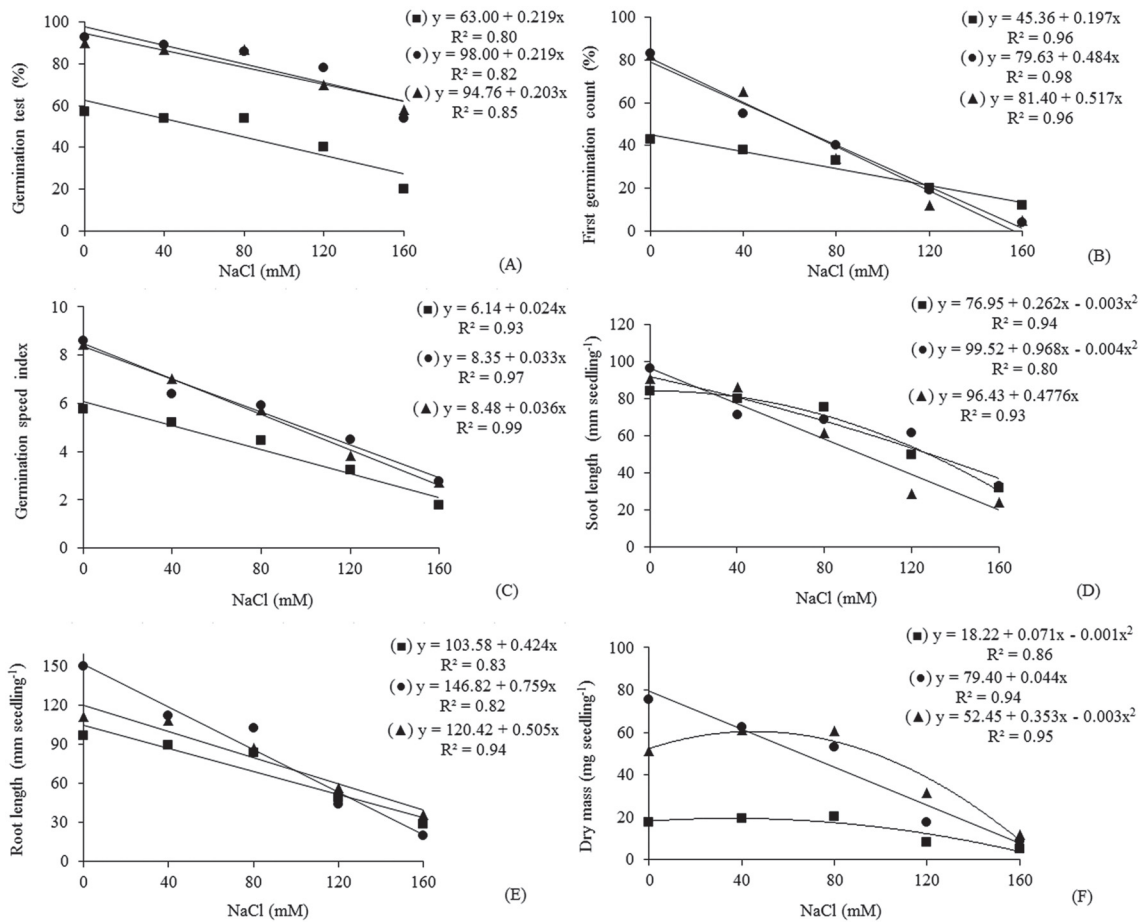 Germination test (%)
100
80
60
40
20
0
(■) y = 63.00 + 0.219x
R² = 0.80
(●) y = 98.00 + 0.219x
R² = 0.82
(▲) y = 94.76 + 0.203x
R² = 0.85
0 40 80 120 160
NaCl (mM)
(A)
First germination count (%)
100
80
60
40
20
0
(■) y = 45.36 + 0.197x
R² = 0.96
(●) y = 79.63 + 0.484x
R² = 0.98
(▲) y = 81.40 + 0.517x
R² = 0.96
0 40 80 120 160
NaCl (mM)
(B)
Germination speed index
10
8
6
4
2
0
(■) y = 6.14 + 0.024x
R² = 0.93
(●) y = 8.35 + 0.033x
R² = 0.97
(▲) y = 8.48 + 0.036x
R² = 0.99
0 40 80 120 160
NaCl (mM)
(C)
Soot length (mm seedling⁻¹)
120
100
80
60
40
20
0
(■) y = 76.95 + 0.262x - 0.003x²
R² = 0.94
(●) y = 99.52 + 0.968x - 0.004x²
R² = 0.80
(▲) y = 96.43 + 0.4776x
R² = 0.93
0 40 80 120 160
NaCl (mM)
(D)
Root length (mm seedling⁻¹)
150
120
90
60
30
0
(■) y = 103.58 + 0.424x
R² = 0.83
(●) y = 146.82 + 0.759x
R² = 0.82
(▲) y = 120.42 + 0.505x
R² = 0.94
0 40 80 120 160
NaCl (mM)
(E)
Dry mass (mg seedling⁻¹)
100
80
60
40
20
0
(■) y = 18.22 + 0.071x - 0.001x²
R² = 0.86
(●) y = 79.40 + 0.044x
R² = 0.94
(▲) y = 52.45 + 0.353x - 0.003x²
R² = 0.95
0 40 80 120 160
NaCl (mM)
(F)